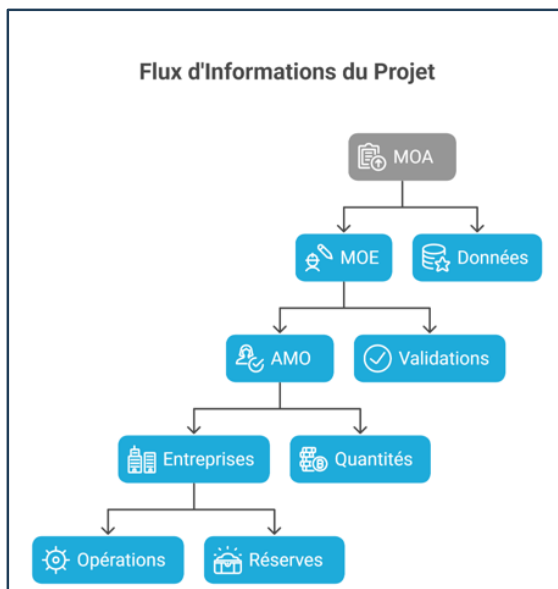 Flux d'Informations du Projet
MOA
MOE
Données
AMO
Validations
Entreprises
Quantités
Opérations
Réserves